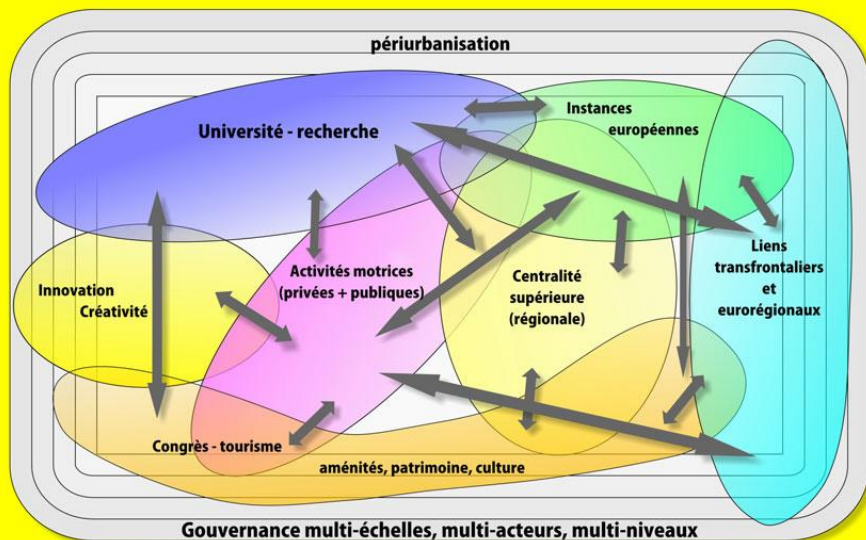 périurbanisation
Université - recherche
Instances
européennes
Activités motrices
(privées + publiques)
Centralité
supérieure
(régionale)
Liens
transfrontaliers
et
eurorégionaux
Innovation
Créativité
Congrès - tourisme
aménités, patrimoine, culture
Gouvernance multi-échelles, multi-acteurs, multi-niveaux